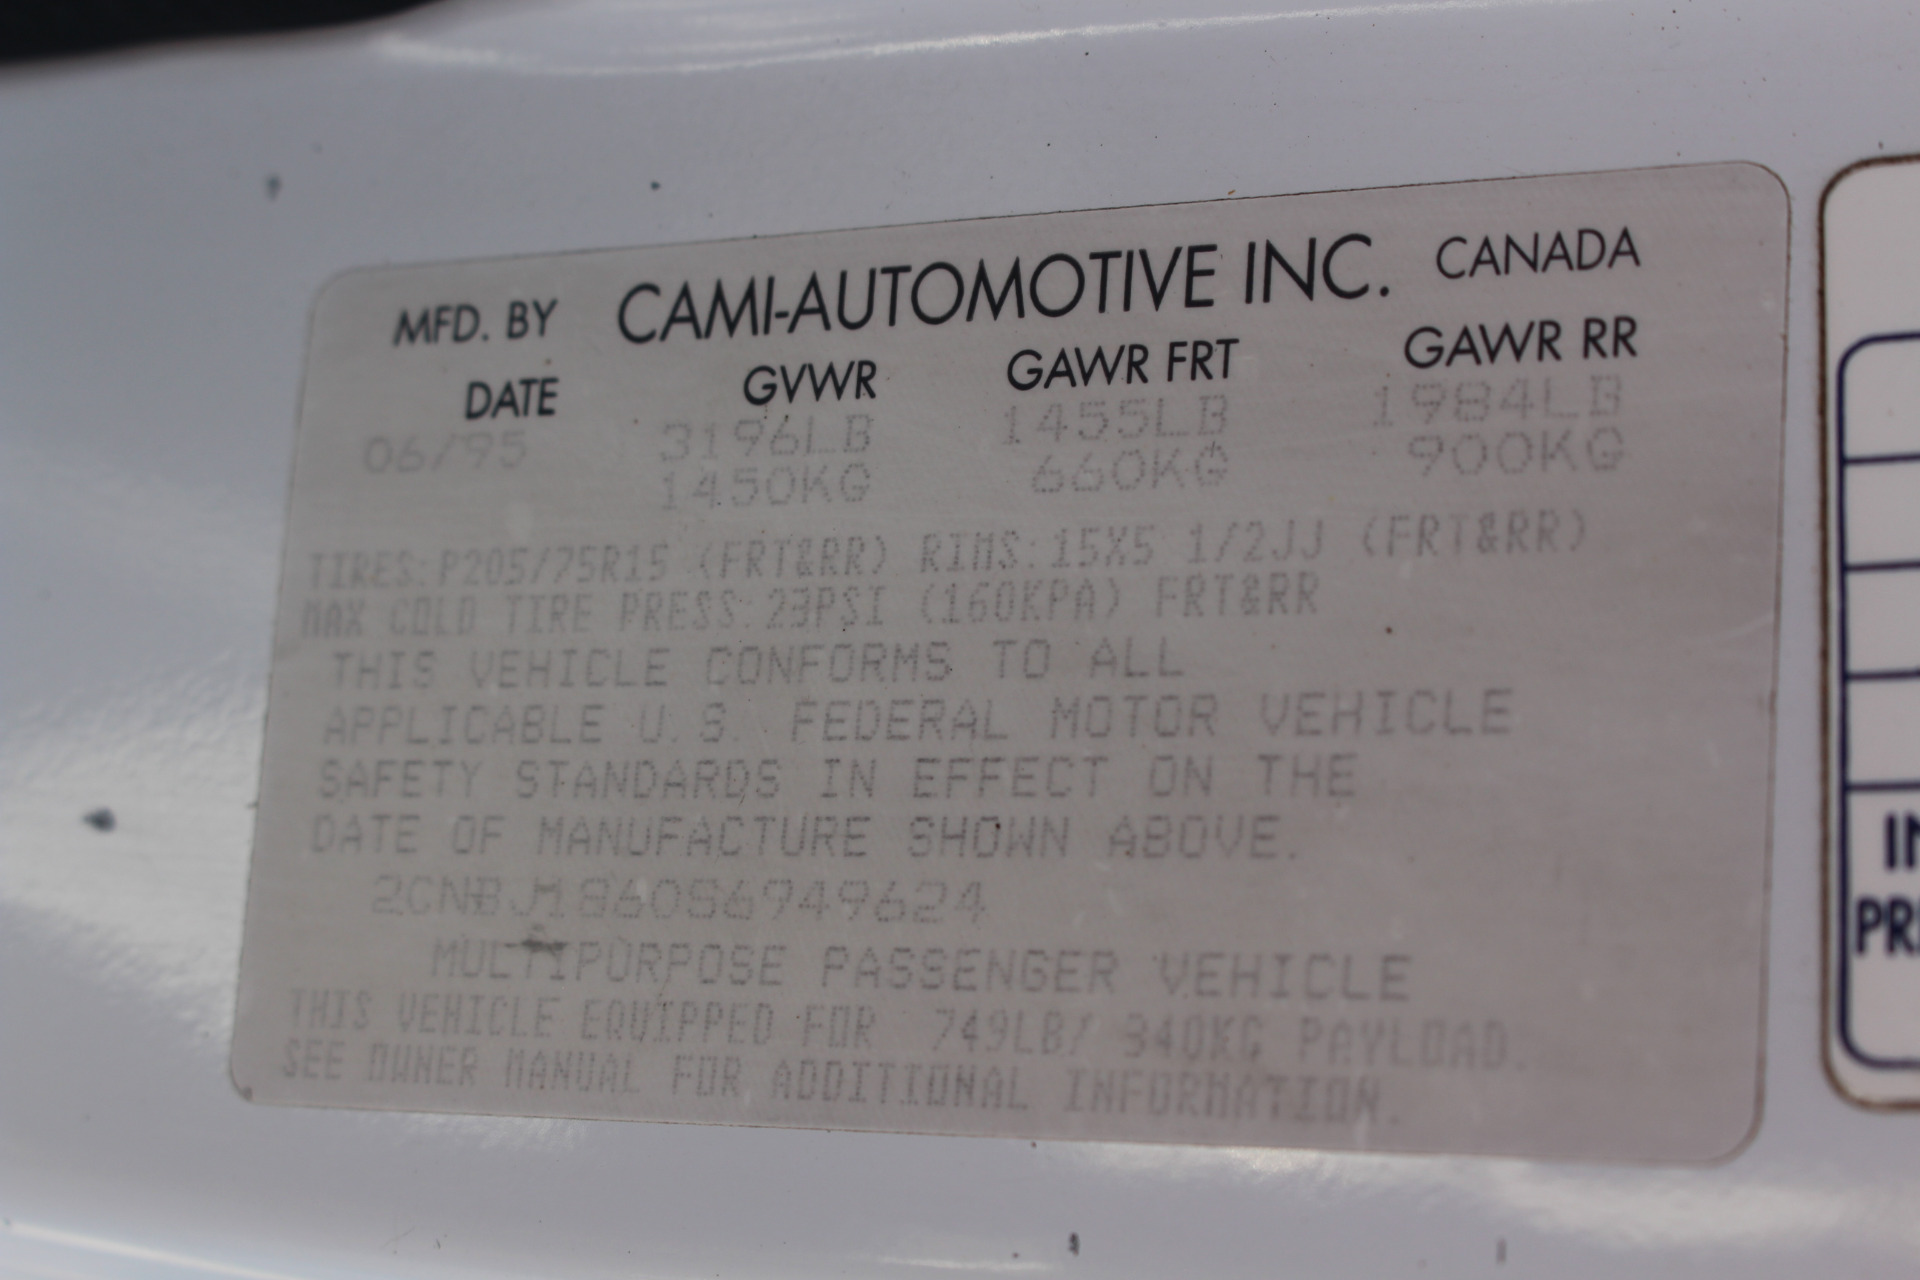 MFD. BY CAMI-AUTOMOTIVE INC. CANADA
DATE GVWR GAWR FRT GAWR RR
06/95 3196LB 1455LB 1984LB
1450KG 660KG 900KG
TIRES:P205/75R15 (FRT&RR) RIMS:15X5 1/2JJ (FRT&RR)
MAX COLD TIRE PRESS:23PSI (160KPA) FRT&RR
THIS VEHICLE CONFORMS TO ALL
APPLICABLE U.S. FEDERAL MOTOR VEHICLE
SAFETY STANDARDS IN EFFECT ON THE
DATE OF MANUFACTURE SHOWN ABOVE.
2CNBJ1860S6949624
MULTIPURPOSE PASSENGER VEHICLE
THIS VEHICLE EQUIPPED FOR 749LB/ 340KG PAYLOAD.
SEE OWNER MANUAL FOR ADDITIONAL INFORMATION.